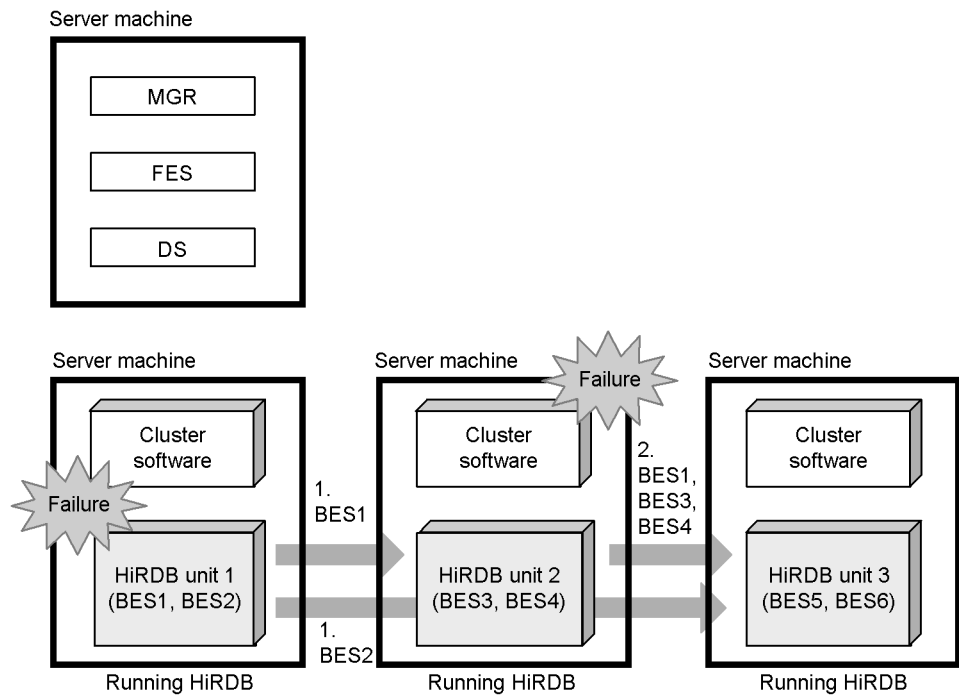 Server machine
MGR
FES
DS
Server machine
Server machine
Server machine
Failure
Cluster
software
Failure
Cluster
software
Cluster
software
1.
BES1
2.
BES1,
BES3,
BES4
HiRDB unit 1
(BES1, BES2)
HiRDB unit 2
(BES3, BES4)
HiRDB unit 3
(BES5, BES6)
1.
BES2
Running HiRDB
Running HiRDB
Running HiRDB